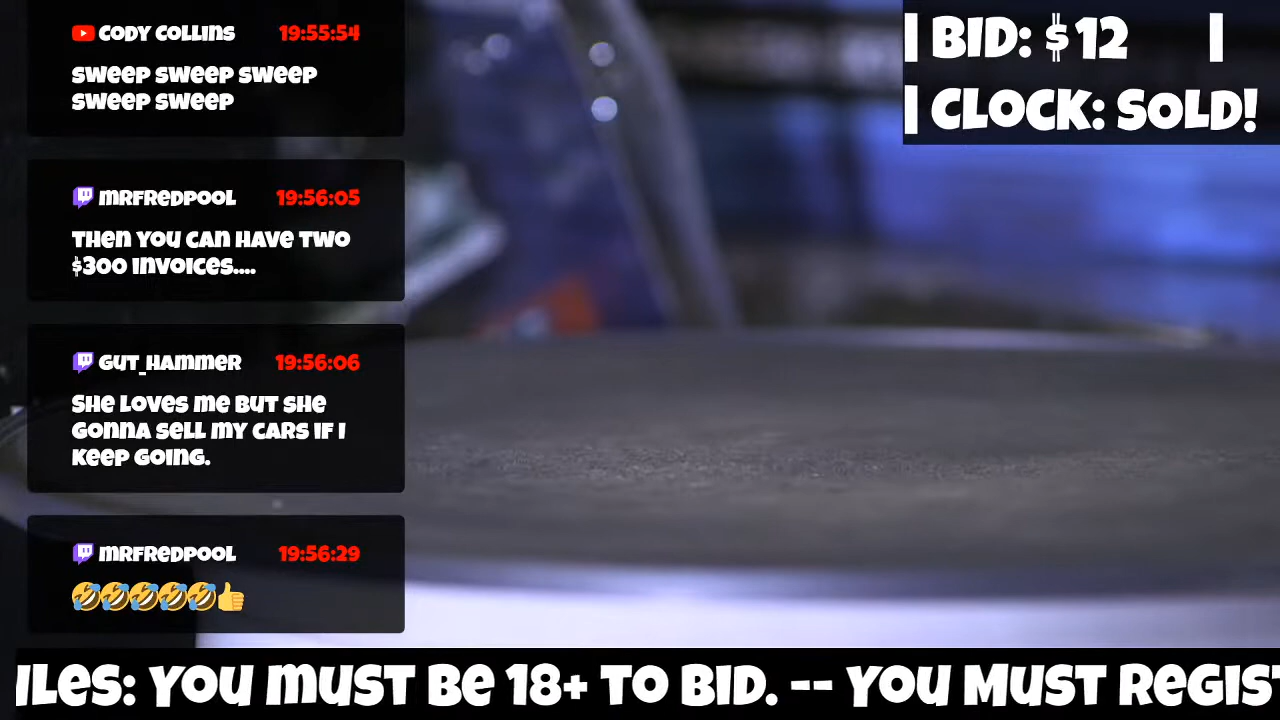 Cody Collins 19:55:54
sweep sweep sweep
sweep sweep
mrfredpool 19:56:05
Then you can have two
$300 invoices....
gut_hammer 19:56:06
She loves me but she
gonna sell my cars if I
keep going.
mrfredpool 19:56:29
🤣🤣🤣🤣🤣👍
| BID: $12 |
| CLOCK: SOLD!
iles: You must be 18+ to bid. -- You Must Regist